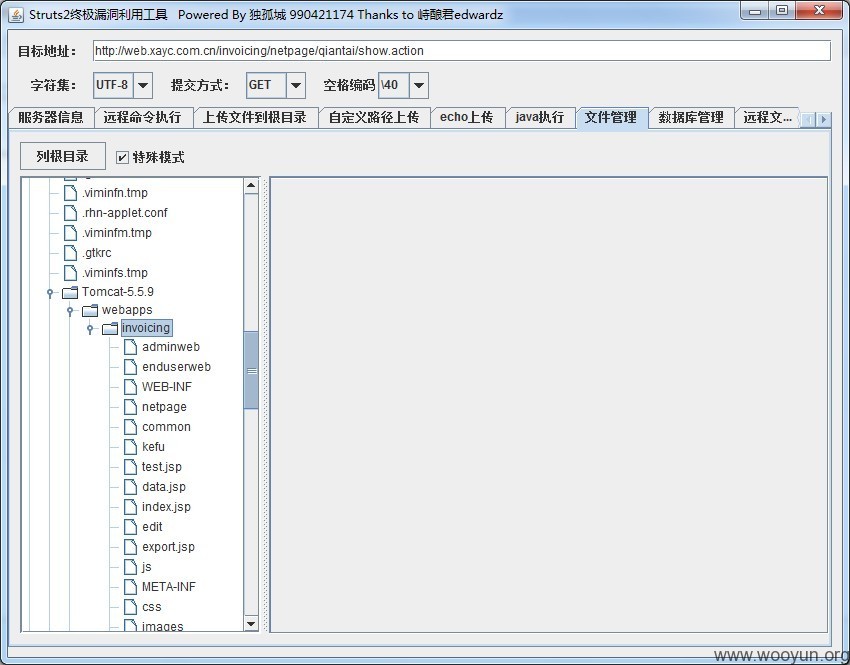 Struts2终极漏洞利用工具 Powered By 独孤城 990421174 Thanks to 峙酿君edwardz
目标地址： http://web.xayc.com.cn/invoicing/netpage/qiantai/show.action
字符集： UTF-8 提交方式： GET 空格编码 \40
服务器信息 远程命令执行 上传文件到根目录 自定义路径上传 echo上传 java执行 文件管理 数据库管理 远程文...
列根目录 特殊模式
.viminfn.tmp
.rhn-applet.conf
.viminfm.tmp
.gtkrc
.viminfs.tmp
Tomcat-5.5.9
webapps
invoicing
adminweb
enduserweb
WEB-INF
netpage
common
kefu
test.jsp
data.jsp
index.jsp
edit
export.jsp
js
META-INF
css
images
www.wooyun.org